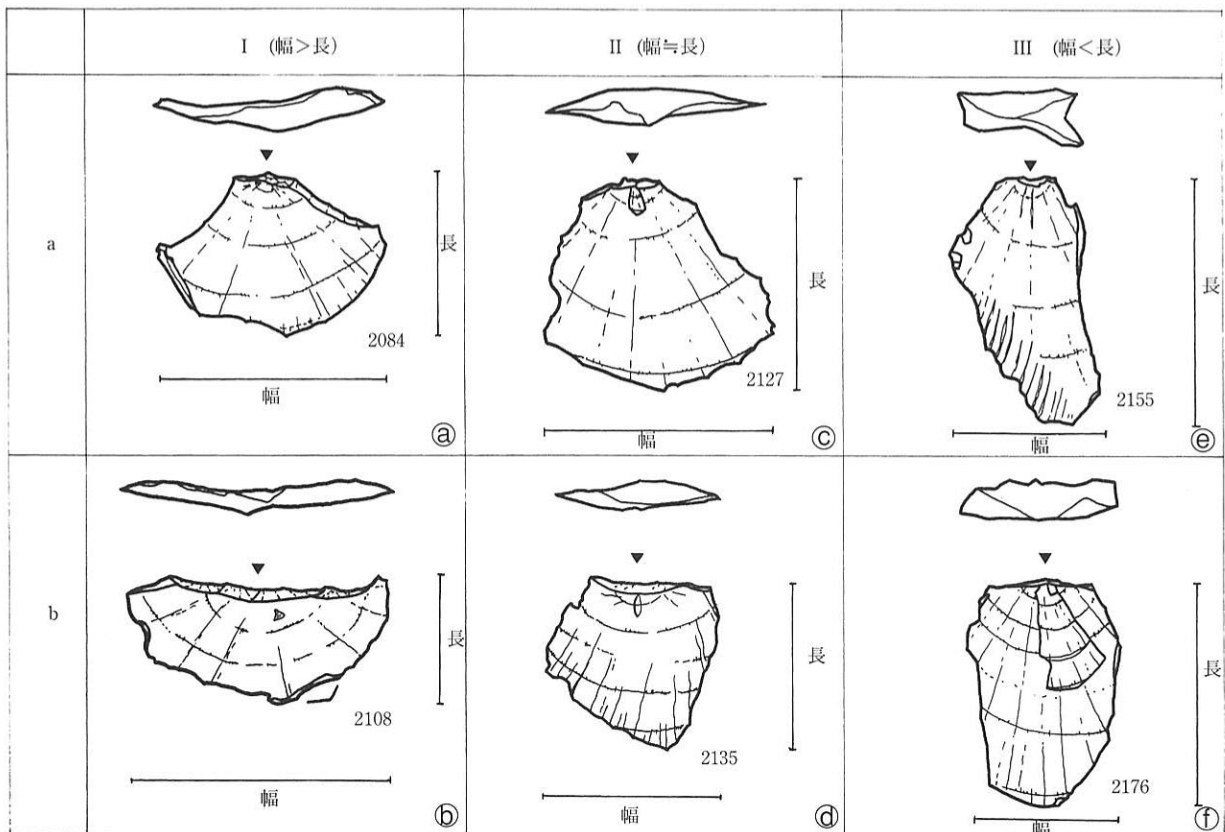 I (幅>長)
II (幅≒長)
III (幅<長)
a
長
2084
幅
ⓐ
長
2127
幅
ⓒ
長
2155
幅
ⓔ
b
長
2108
幅
ⓑ
長
2135
幅
ⓓ
長
2176
幅
ⓕ